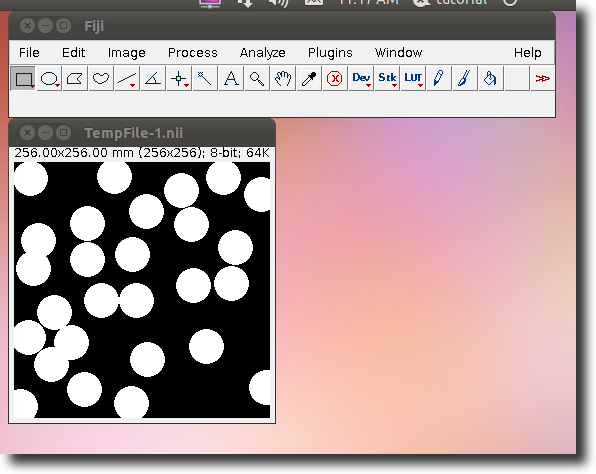 11:17 AM tutorial
Fiji
File Edit Image Process Analyze Plugins Window Help
A Dev Stk LUT >>
TempFile-1.nii
256.00x256.00 mm (256x256); 8-bit; 64K